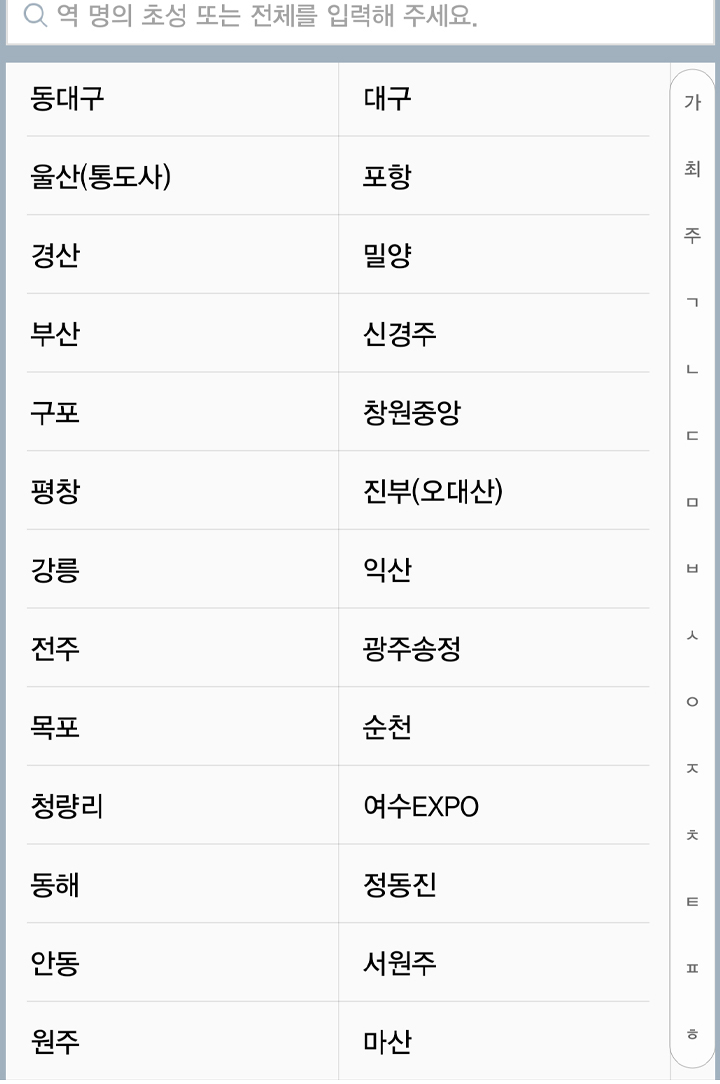 역 명의 초성 또는 전체를 입력해 주세요.
동대구 대구
울산(통도사) 포항
경산 밀양
부산 신경주
구포 창원중앙
평창 진부(오대산)
강릉 익산
전주 광주송정
목포 순천
청량리 여수EXPO
동해 정동진
안동 서원주
원주 마산
가
최
주
ㄱ
ㄴ
ㄷ
ㅁ
ㅂ
ㅅ
ㅇ
ㅈ
ㅊ
ㅌ
ㅍ
ㅎ